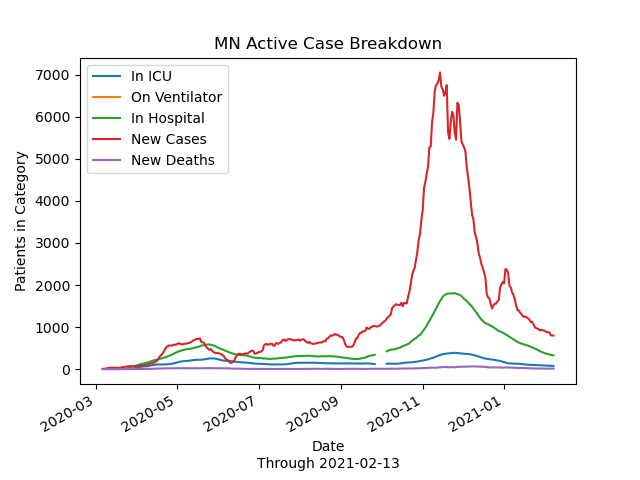 MN Active Case Breakdown
In ICU
On Ventilator
In Hospital
New Cases
New Deaths
Patients in Category
7000
6000
5000
4000
3000
2000
1000
0
2020-03
2020-05
2020-07
2020-09
2020-11
2021-01
Date
Through 2021-02-13